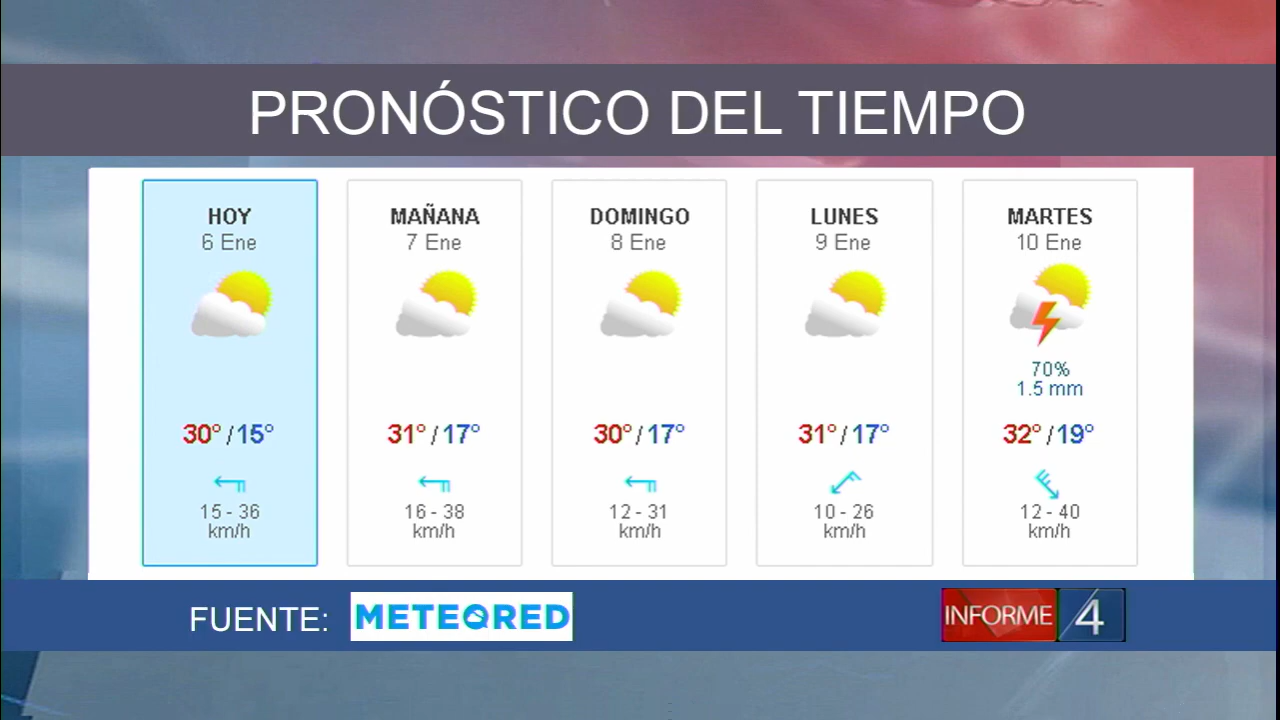 PRONÓSTICO DEL TIEMPO
HOY
6 Ene
30°/15°
15 - 36
km/h
MAÑANA
7 Ene
31°/17°
16 - 38
km/h
DOMINGO
8 Ene
30°/17°
12 - 31
km/h
LUNES
9 Ene
31°/17°
10 - 26
km/h
MARTES
10 Ene
70%
1.5 mm
32°/19°
12 - 40
km/h
FUENTE: METEORED
INFORME 4